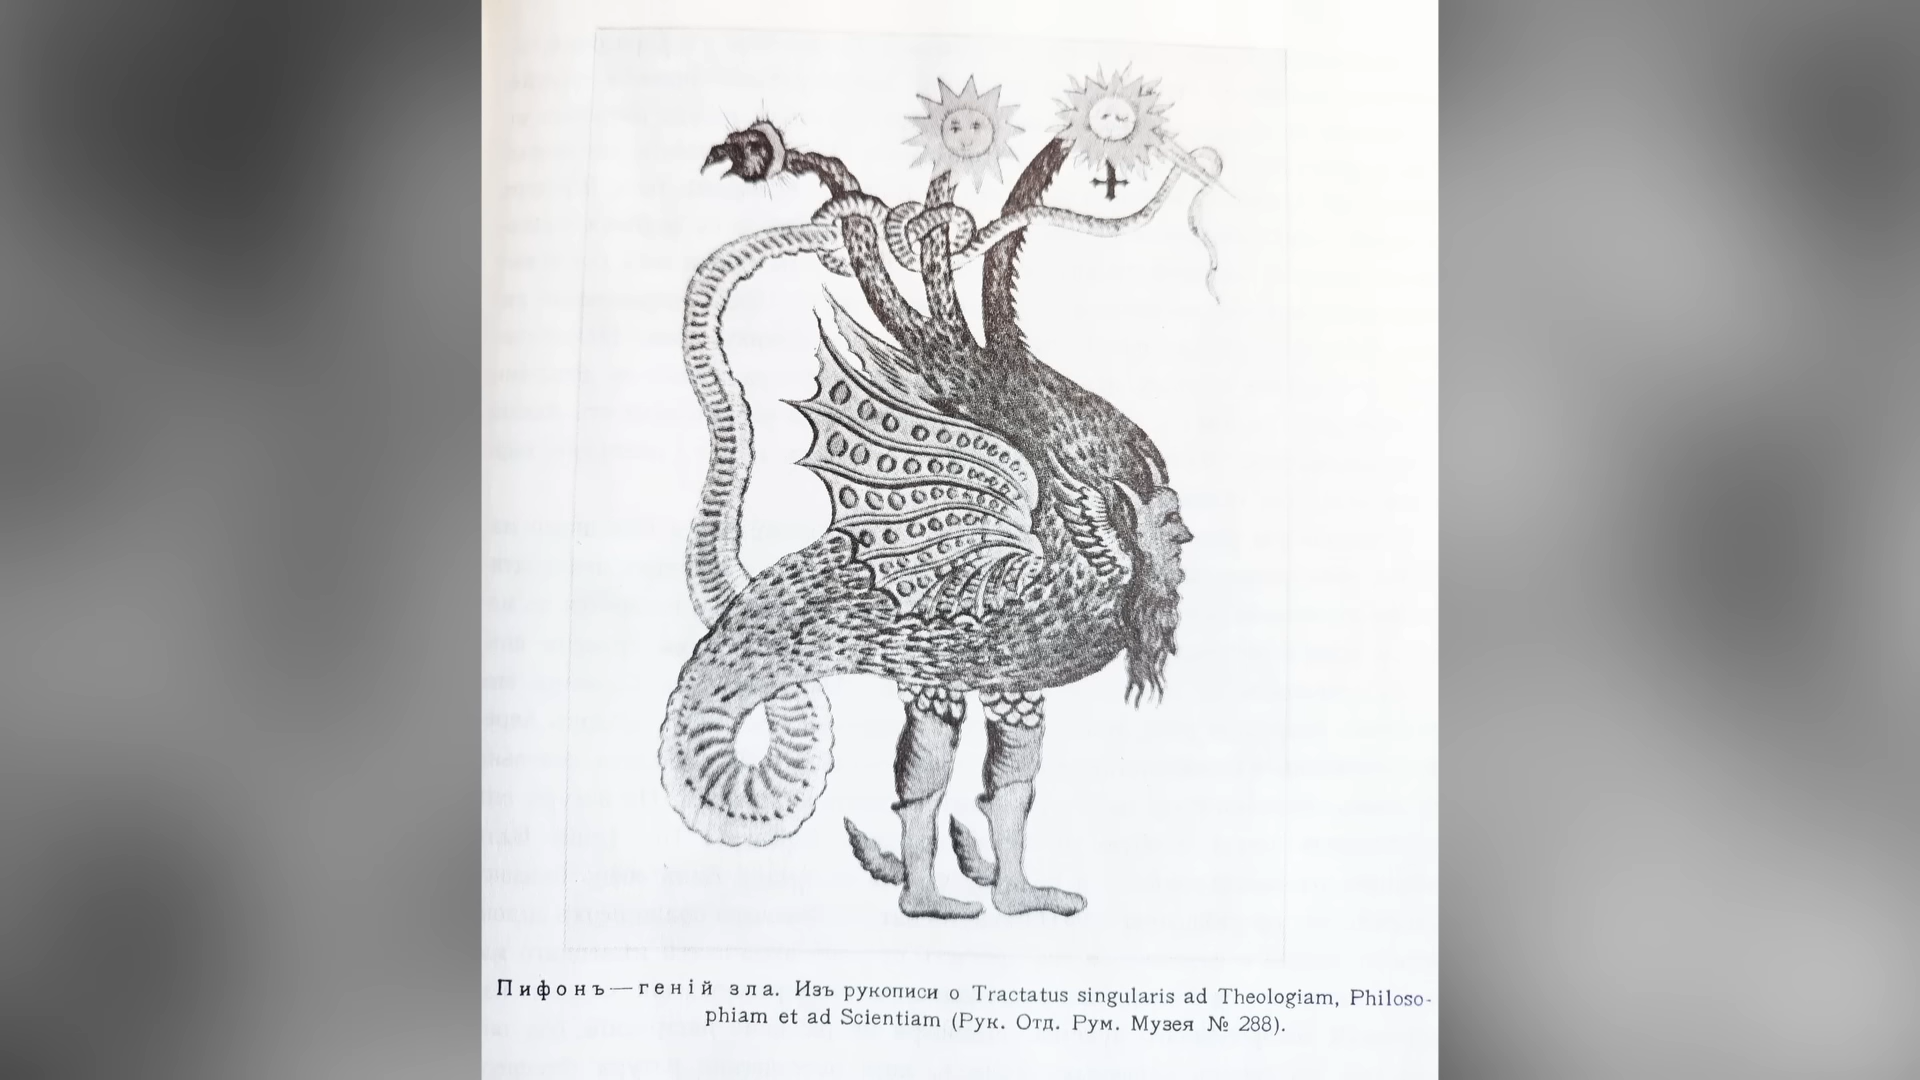 Пифонъ—геній зла. Изъ рукописи о Tractatus singularis ad Theologiam, Philoso-
phiam et ad Scientiam (Рук. Отд. Рум. Музея № 288).